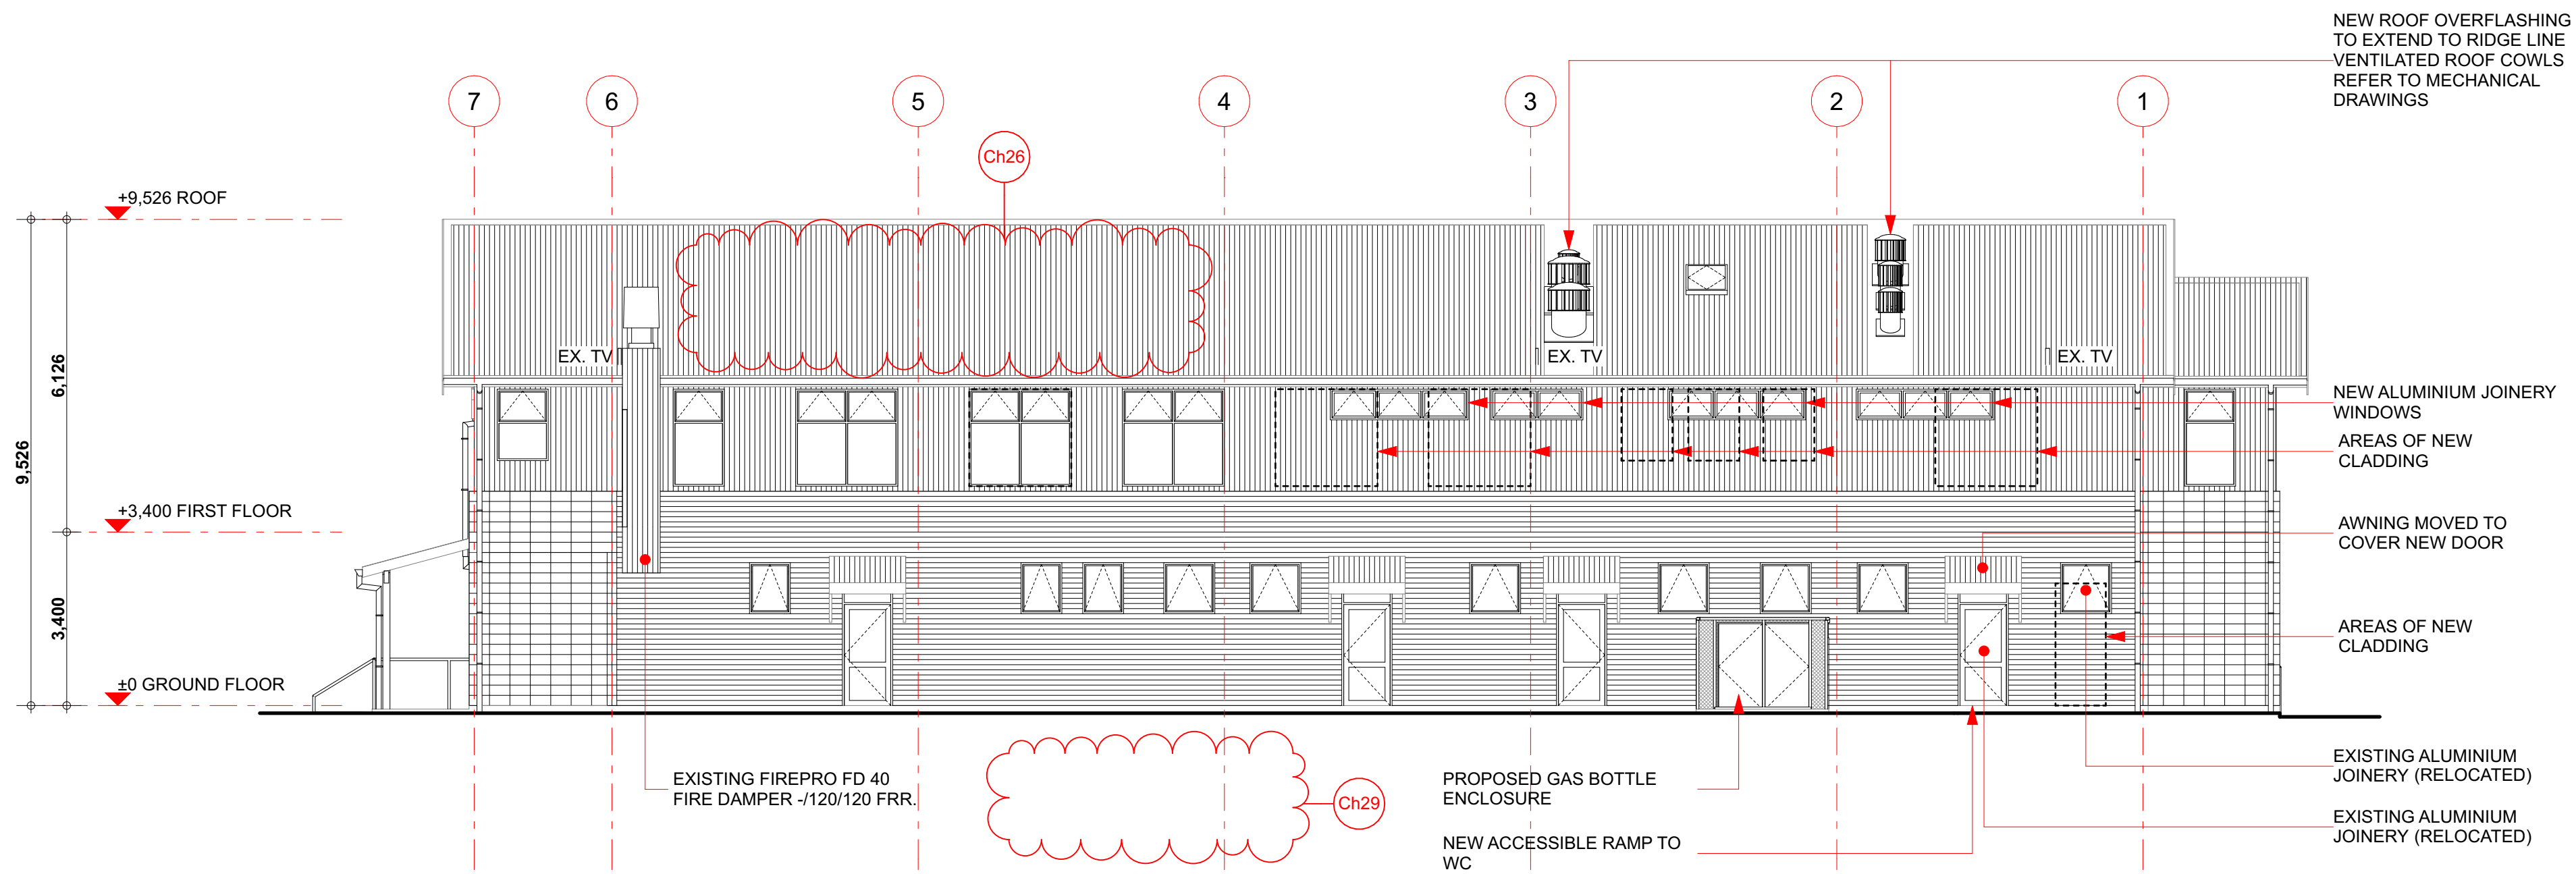 NEW ROOF OVERFLASHING
TO EXTEND TO RIDGE LINE
VENTILATED ROOF COWLS
REFER TO MECHANICAL
DRAWINGS
7
6
5
4
3
2
1
Ch26
+9,526 ROOF
EX. TV
EX. TV
EX. TV
6,126
9,526
NEW ALUMINIUM JOINERY
WINDOWS
AREAS OF NEW
CLADDING
+3,400 FIRST FLOOR
AWNING MOVED TO
COVER NEW DOOR
3,400
AREAS OF NEW
CLADDING
±0 GROUND FLOOR
EXISTING FIREPRO FD 40
FIRE DAMPER -/120/120 FRR.
Ch29
PROPOSED GAS BOTTLE
ENCLOSURE
NEW ACCESSIBLE RAMP TO
WC
EXISTING ALUMINIUM
JOINERY (RELOCATED)
EXISTING ALUMINIUM
JOINERY (RELOCATED)